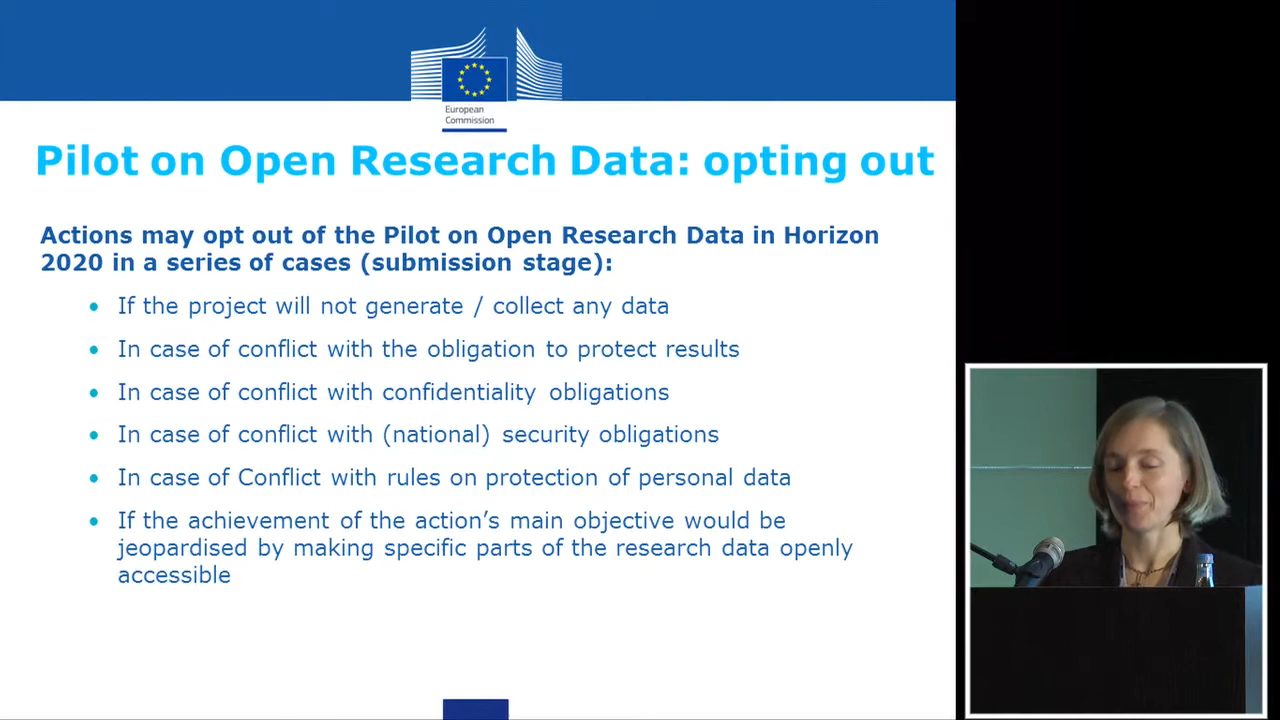 European
Commission
Pilot on Open Research Data: opting out
Actions may opt out of the Pilot on Open Research Data in Horizon
2020 in a series of cases (submission stage):
• If the project will not generate / collect any data
• In case of conflict with the obligation to protect results
• In case of conflict with confidentiality obligations
• In case of conflict with (national) security obligations
• In case of Conflict with rules on protection of personal data
• If the achievement of the action's main objective would be
jeopardised by making specific parts of the research data openly
accessible